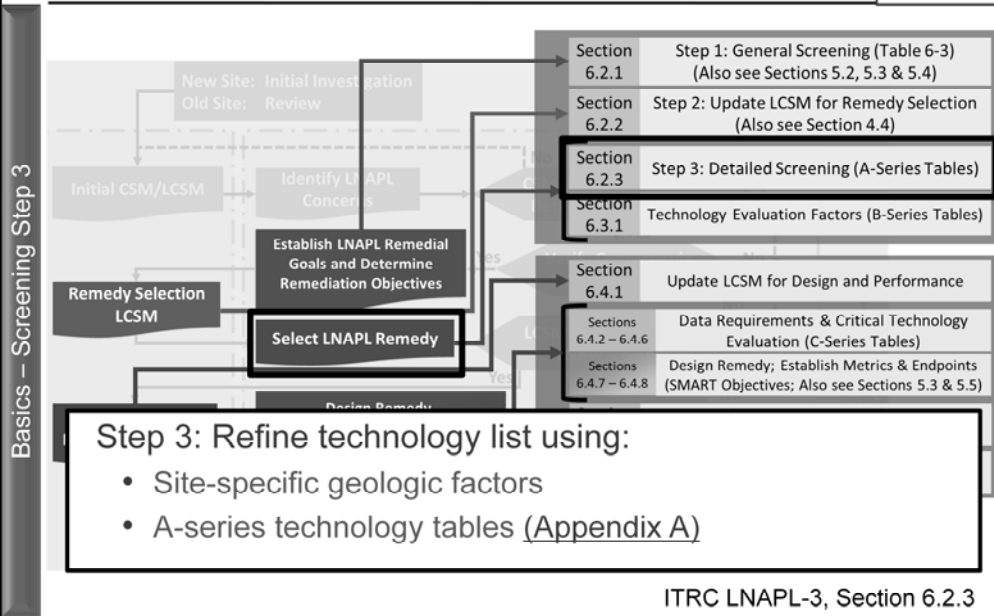 Basics – Screening Step 3
New Site: Initial Investigation
Old Site: Review
Initial CSM/LCSM
Identify LNAPL
Concerns
No
Establish LNAPL Remedial
Goals and Determine
Remediation Objectives
Yes
Remedy Selection
LCSM
Select LNAPL Remedy
Yes
Design Remedy
Section
6.2.1
Step 1: General Screening (Table 6-3)
(Also see Sections 5.2, 5.3 & 5.4)
Section
6.2.2
Step 2: Update LCSM for Remedy Selection
(Also see Section 4.4)
Section
6.2.3
Step 3: Detailed Screening (A-Series Tables)
Section
6.3.1
Technology Evaluation Factors (B-Series Tables)
Section
6.4.1
Update LCSM for Design and Performance
Sections
6.4.2 – 6.4.6
Data Requirements & Critical Technology
Evaluation (C-Series Tables)
Sections
6.4.7 – 6.4.8
Design Remedy; Establish Metrics & Endpoints
(SMART Objectives; Also see Sections 5.3 & 5.5)
Step 3: Refine technology list using:
• Site-specific geologic factors
• A-series technology tables (Appendix A)
ITRC LNAPL-3, Section 6.2.3